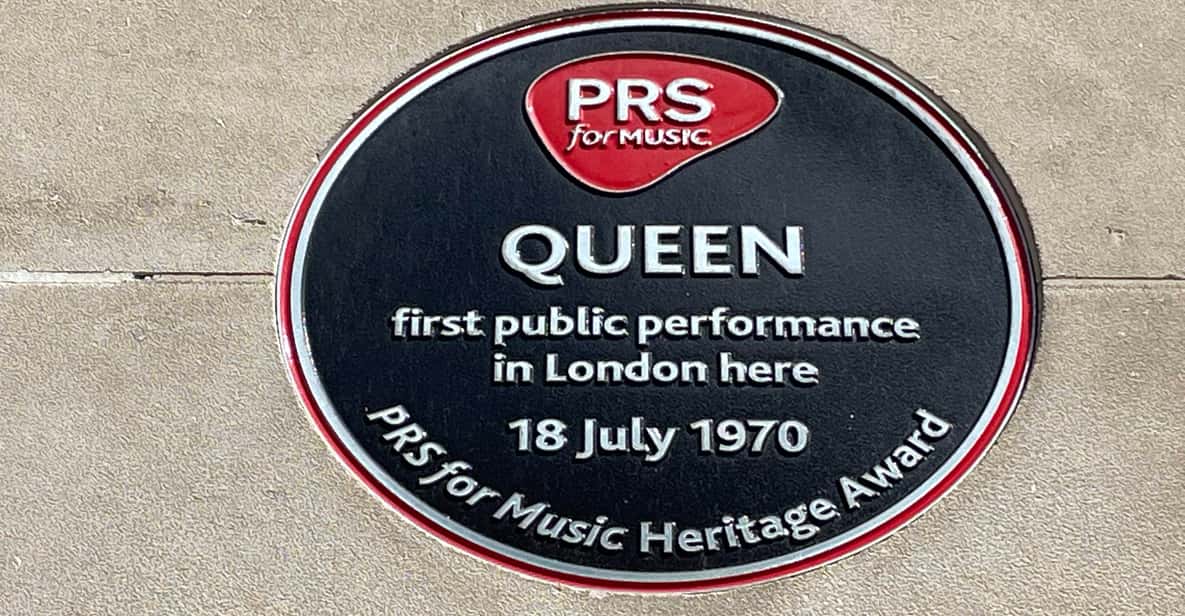 PRS
for MUSIC
QUEEN
first public performance
in London here
18 July 1970
PRS for Music Heritage Award